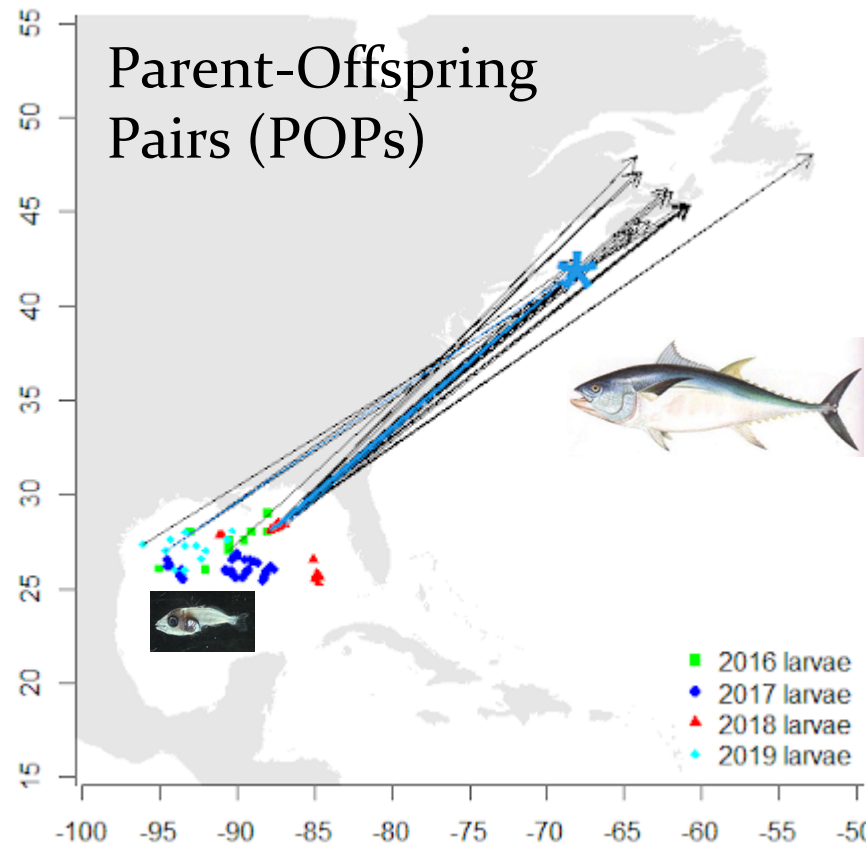 Parent-Offspring
Pairs (POPs)
55
50
45
40
35
30
25
20
15
2016 larvae
2017 larvae
2018 larvae
2019 larvae
-100 -95 -90 -85 -80 -75 -70 -65 -60 -55 -50